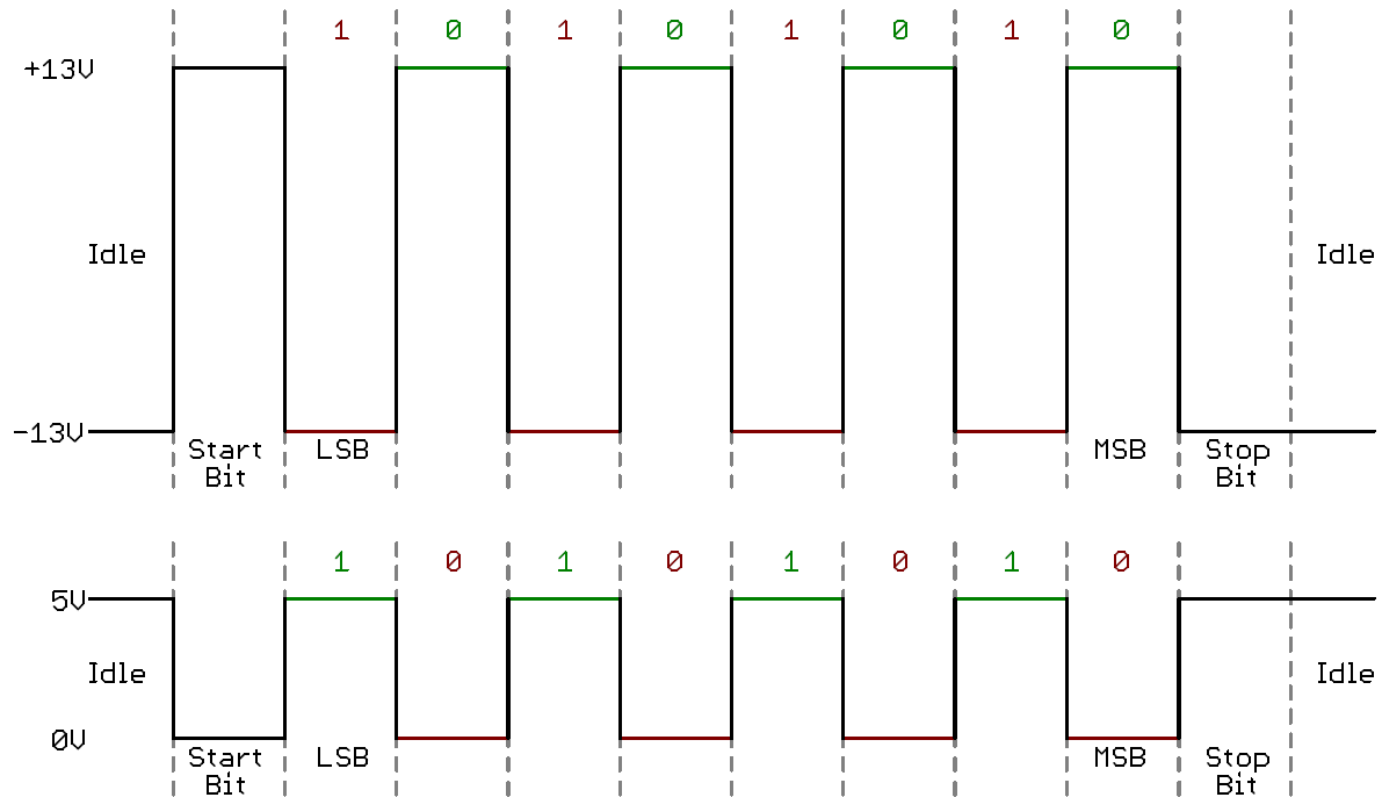 1 0 1 0 1 0 1 0
+13V
Idle Idle
-13V
Start LSB MSB Stop
Bit Bit
1 0 1 0 1 0 1 0
5V
Idle Idle
0V
Start LSB MSB Stop
Bit Bit